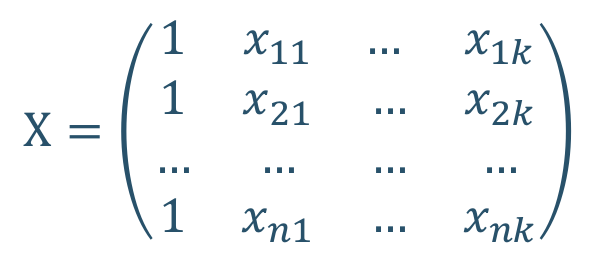 X = ( 1 x₁₁ ... x₁ₖ
1 x₂₁ ... x₂ₖ
... ... ... ...
1 xₙ₁ ... xₙₖ )